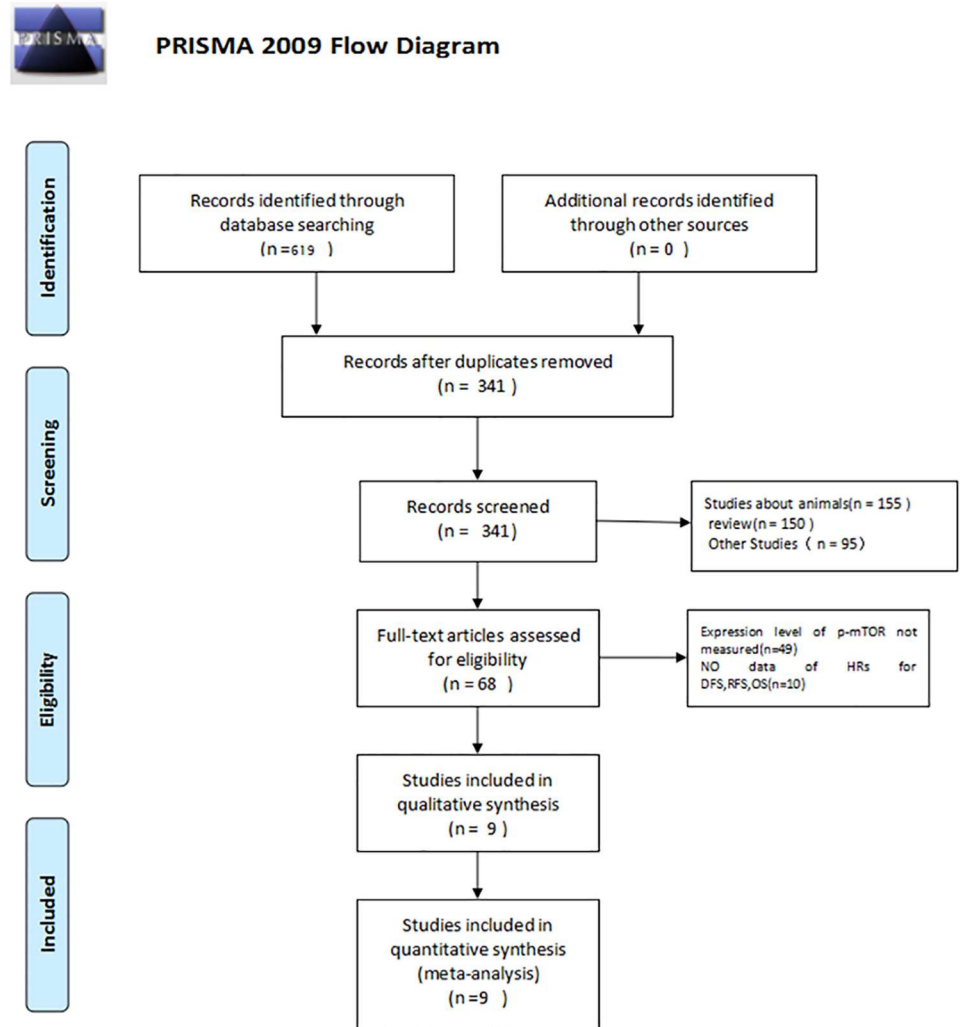 PRISMA
PRISMA 2009 Flow Diagram
Identification
Records identified through
database searching
(n =619 )
Additional records identified
through other sources
(n = 0 )
Records after duplicates removed
(n = 341 )
Screening
Records screened
(n = 341)
Studies about animals(n = 155 )
review(n = 150 )
Other Studies（ n = 95）
Eligibility
Full-text articles assessed
for eligibility
(n = 68 )
Expression level of p-mTOR not
measured(n=49)
NO data of HRs for
DFS,RFS,OS(n=10)
Studies included in
qualitative synthesis
(n = 9 )
Included
Studies included in
quantitative synthesis
(meta-analysis)
(n =9 )